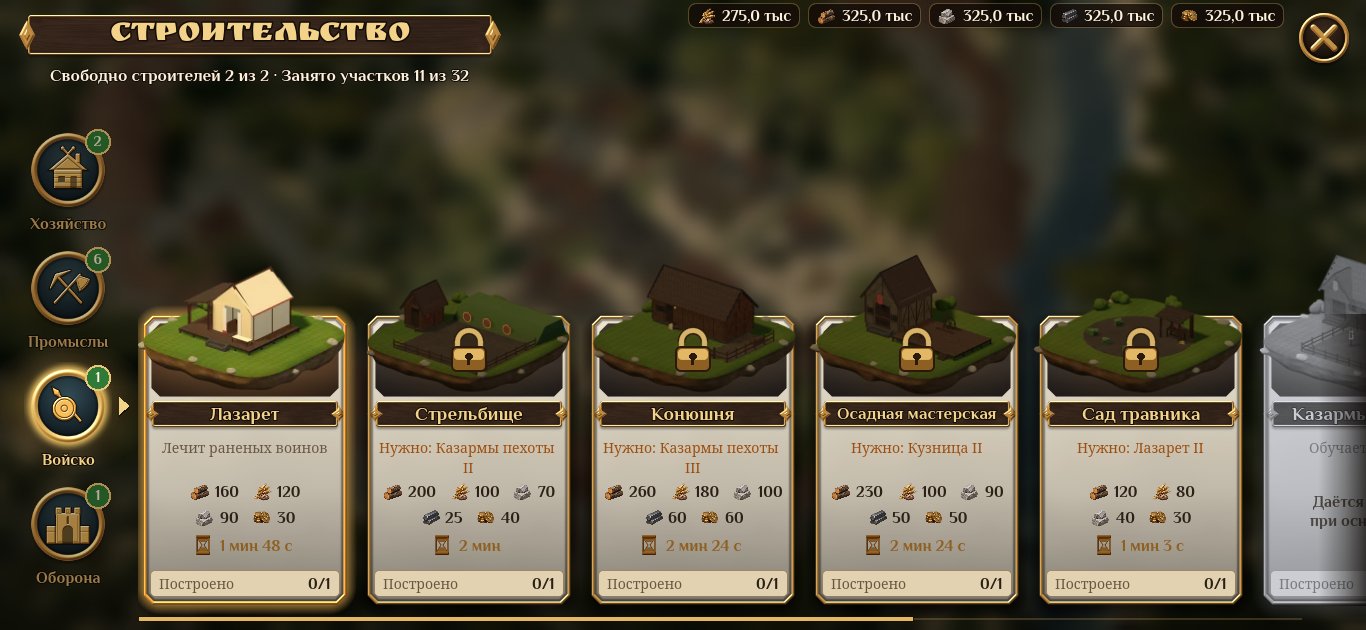 СТРОИТЕЛЬСТВО
275,0 тыс
325,0 тыс
325,0 тыс
325,0 тыс
325,0 тыс
Свободно строителей 2 из 2 · Занято участков 11 из 32
2
Хозяйство
6
Промыслы
1
Войско
1
Оборона
Лазарет
Лечит раненых воинов
160 120
90 30
1 мин 48 с
Построено 0/1
Стрельбище
Нужно: Казармы пехоты
II
200 100 70
25 40
2 мин
Построено 0/1
Конюшня
Нужно: Казармы пехоты
III
260 180 100
60 60
2 мин 24 с
Построено 0/1
Осадная мастерская
Нужно: Кузница II
230 100 90
50 50
2 мин 24 с
Построено 0/1
Сад травника
Нужно: Лазарет II
120 80
40 30
1 мин 3 с
Построено 0/1
Казармы
Обучает
Даётся
при осн
Построено